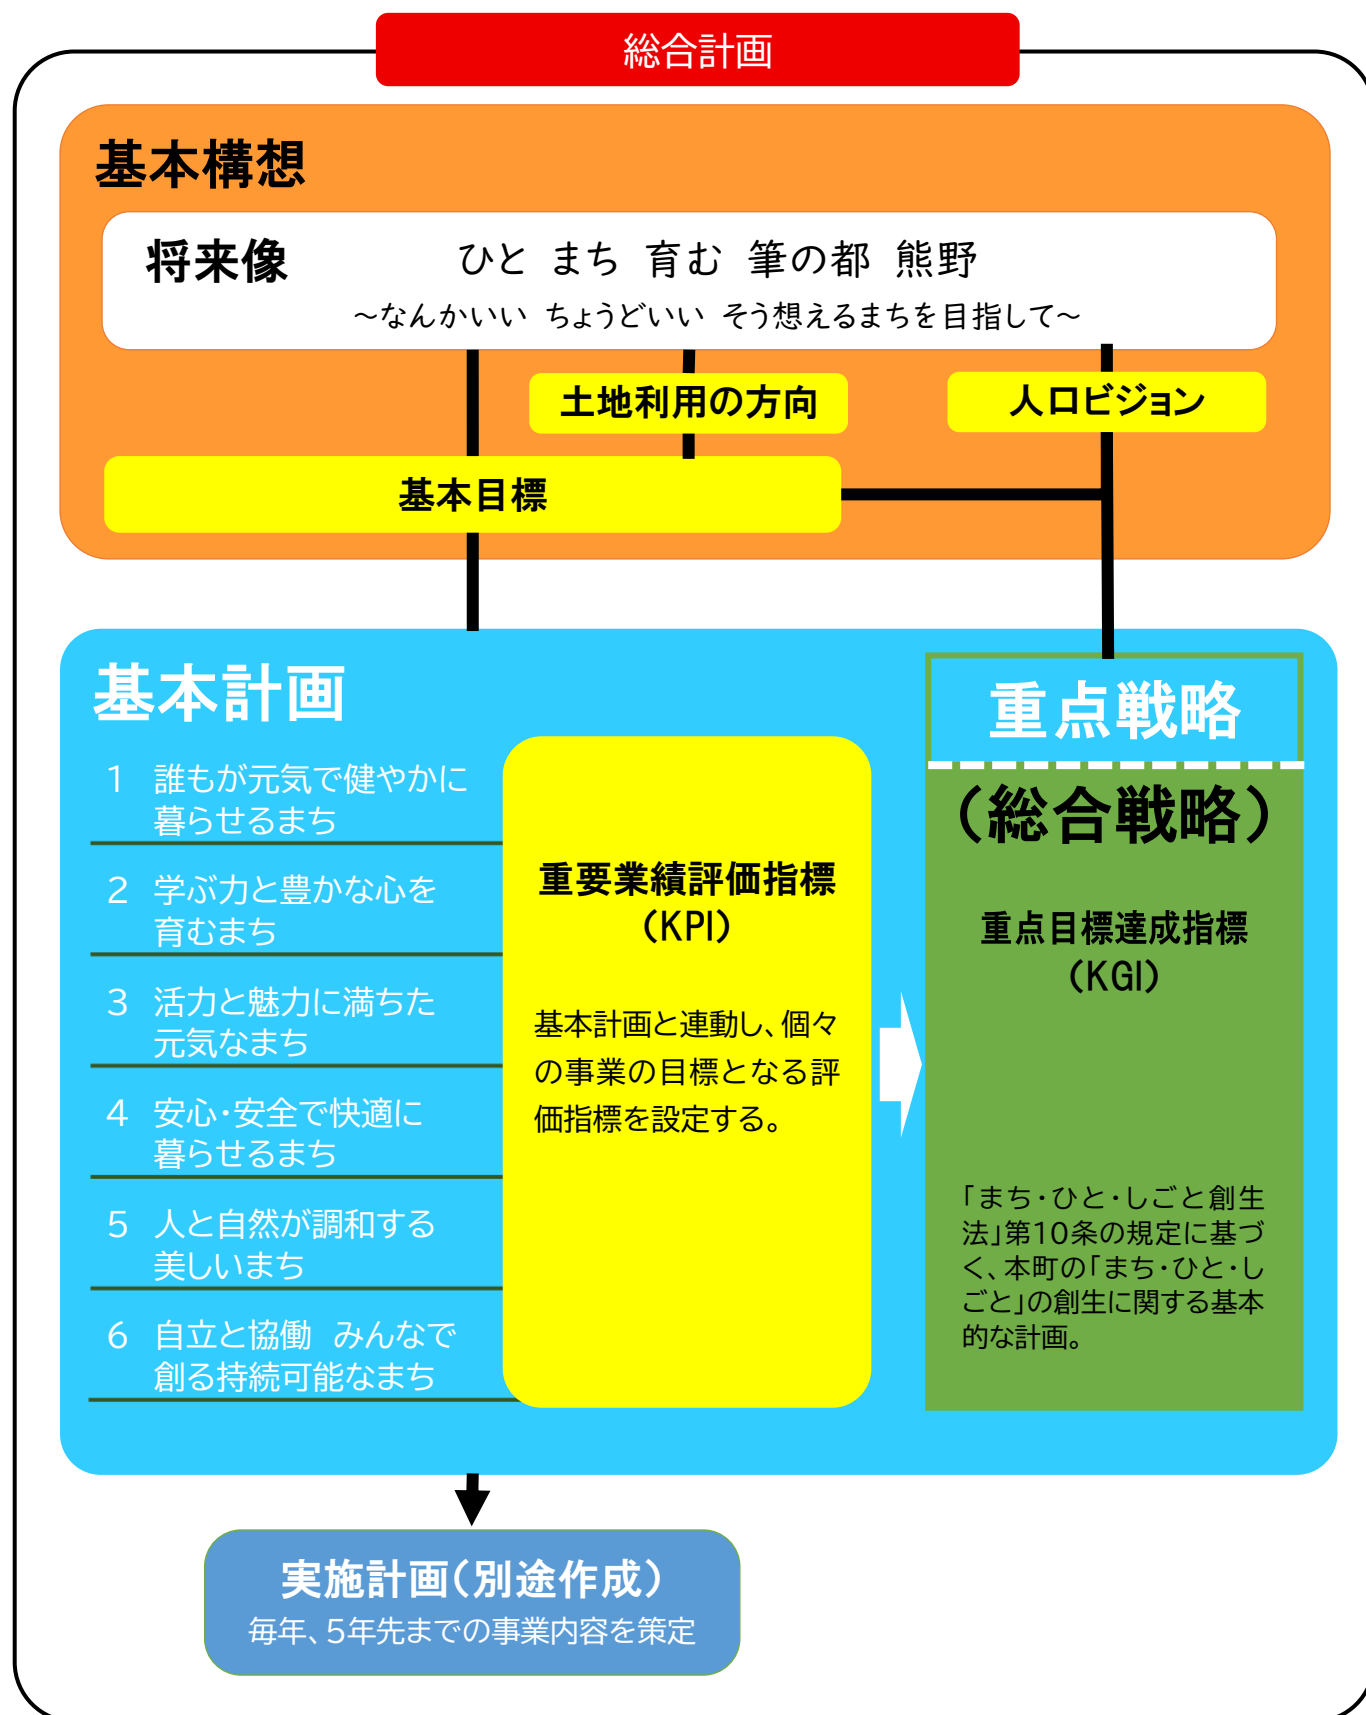 総合計画
基本構想
将来像
ひと まち 育む 筆の都 熊野
～なんかいい ちょうどいい そう想えるまちを目指して～
土地利用の方向
人口ビジョン
基本目標
基本計画
1 誰もが元気で健やかに
暮らせるまち
2 学ぶ力と豊かな心を
育むまち
3 活力と魅力に満ちた
元気なまち
4 安心・安全で快適に
暮らせるまち
5 人と自然が調和する
美しいまち
6 自立と協働 みんなで
創る持続可能なまち
重要業績評価指標
（KPI）
基本計画と連動し、個々
の事業の目標となる評
価指標を設定する。
重点戦略
（総合戦略）
重点目標達成指標
（KGI）
「まち・ひと・しごと創生
法」第10条の規定に基づ
く、本町の「まち・ひと・し
ごと」の創生に関する基本
的な計画。
実施計画（別途作成）
毎年、5年先までの事業内容を策定